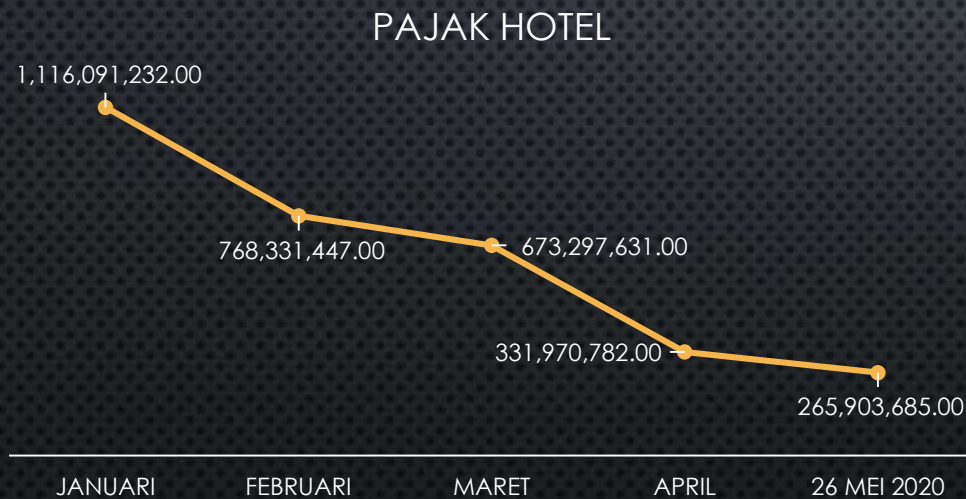 PAJAK HOTEL
1,116,091,232.00
768,331,447.00
673,297,631.00
331,970,782.00
265,903,685.00
JANUARI
FEBRUARI
MARET
APRIL
26 MEI 2020